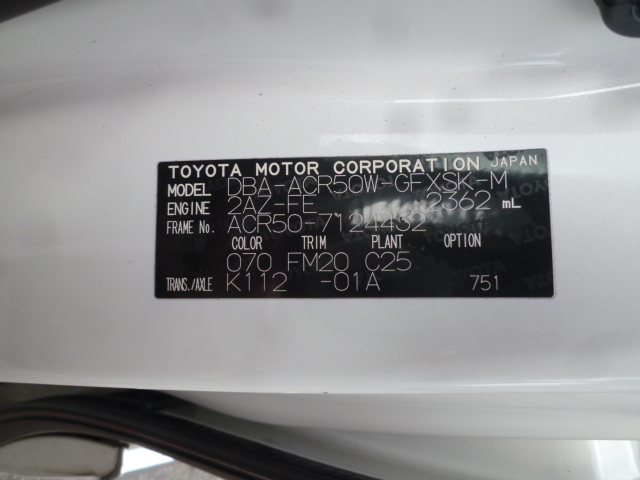 TOYOTA MOTOR CORPORATION JAPAN
MODEL DBA-ACR50W-GFXSK-M
ENGINE 2AZ-FE 2362 mL
FRAME No. ACR50-7124432
COLOR TRIM PLANT OPTION
070 FM20 C25
TRANS./AXLE K112 -01A 751